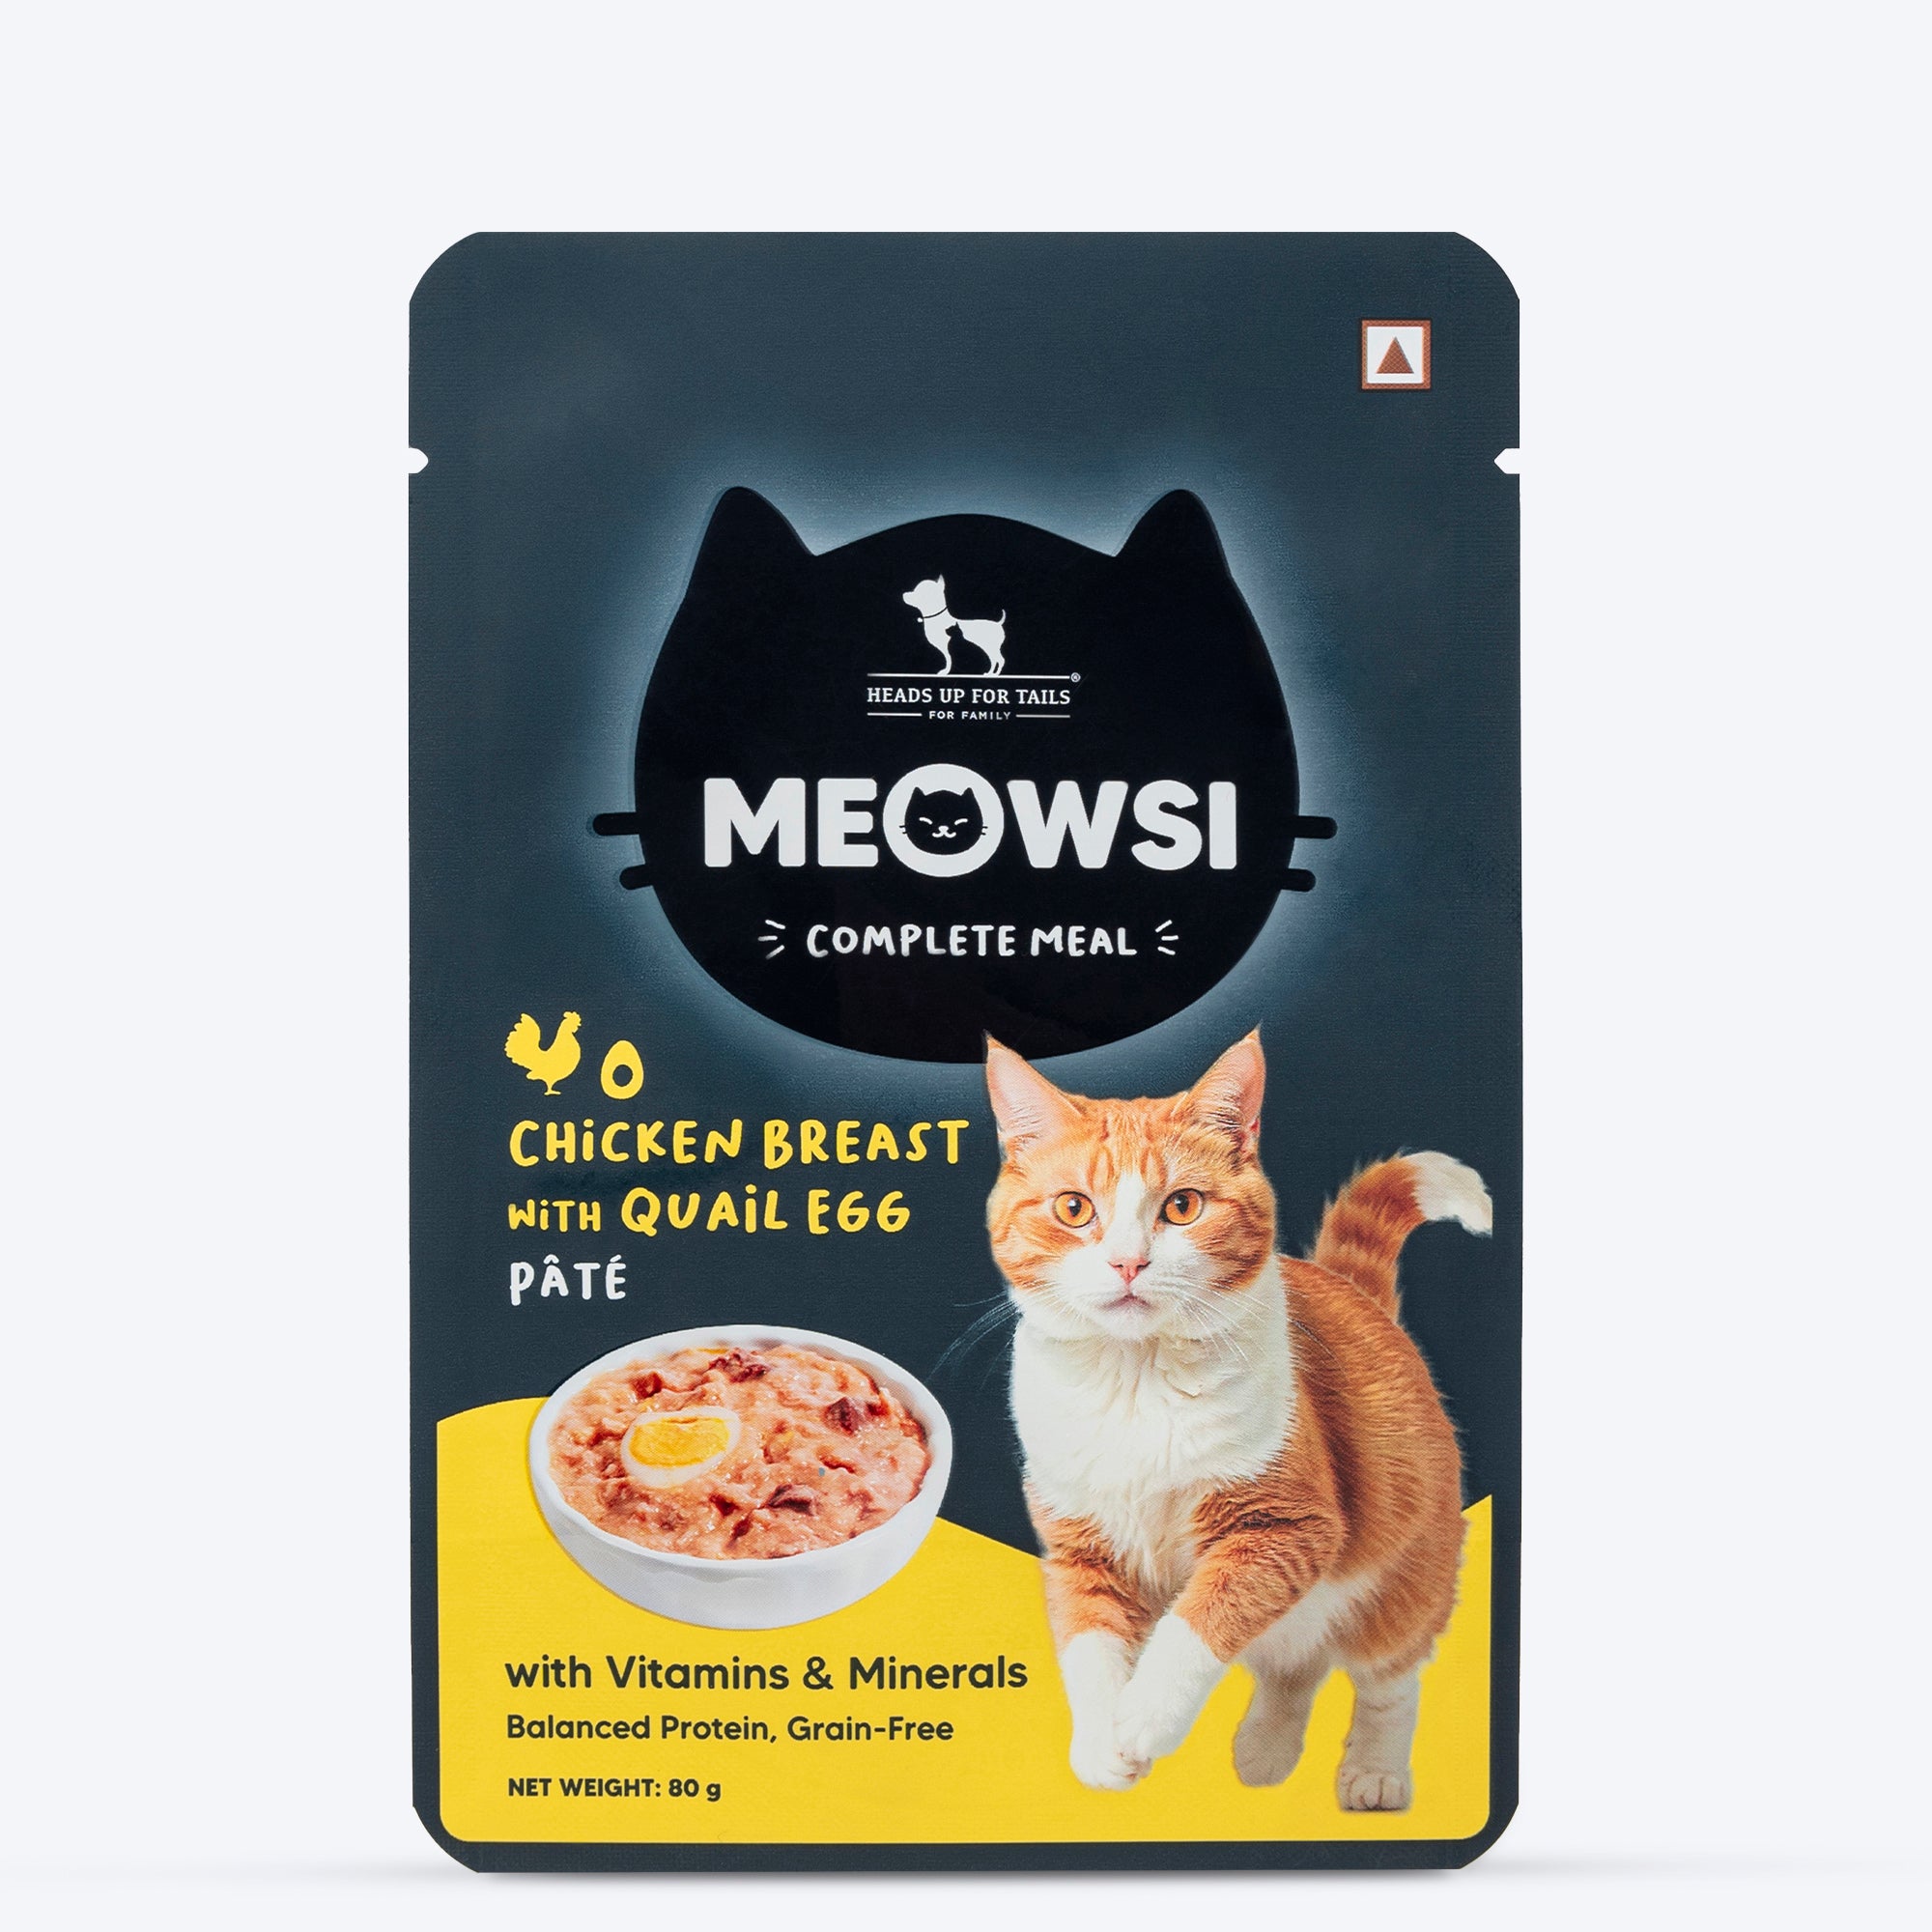 HEADS UP FOR TAILS®
FOR FAMILY
MEOWSI
COMPLETE MEAL
CHiCKEN BREAST
WiTH QUAiL EGG
PÂTÉ
with Vitamins & Minerals
Balanced Protein, Grain-Free
NET WEIGHT: 80 g